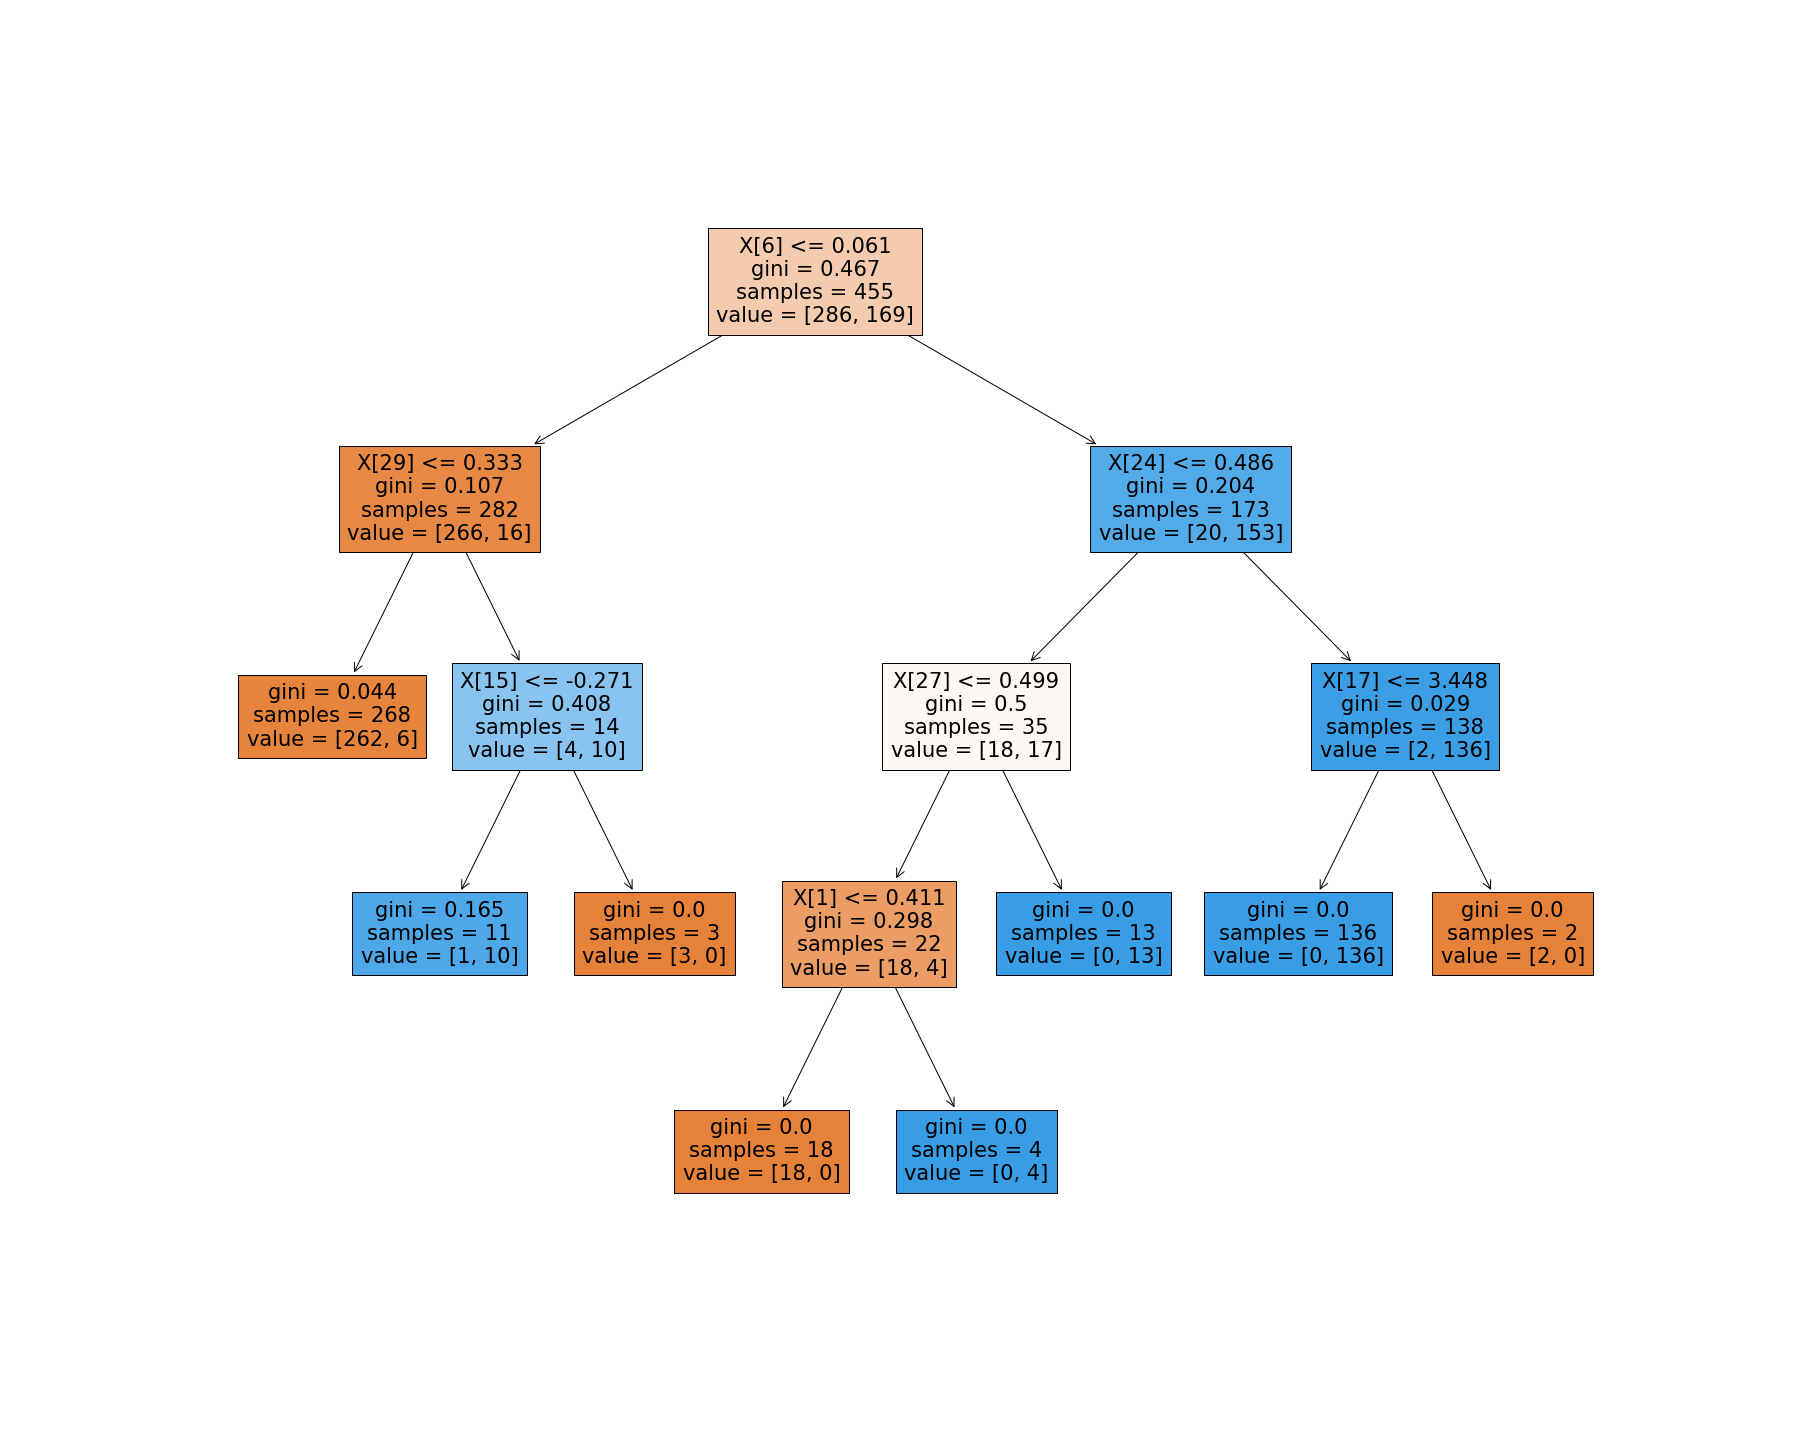 X[6] <= 0.061
gini = 0.467
samples = 455
value = [286, 169]
X[29] <= 0.333
gini = 0.107
samples = 282
value = [266, 16]
X[24] <= 0.486
gini = 0.204
samples = 173
value = [20, 153]
gini = 0.044
samples = 268
value = [262, 6]
X[15] <= -0.271
gini = 0.408
samples = 14
value = [4, 10]
X[27] <= 0.499
gini = 0.5
samples = 35
value = [18, 17]
X[17] <= 3.448
gini = 0.029
samples = 138
value = [2, 136]
gini = 0.165
samples = 11
value = [1, 10]
gini = 0.0
samples = 3
value = [3, 0]
X[1] <= 0.411
gini = 0.298
samples = 22
value = [18, 4]
gini = 0.0
samples = 13
value = [0, 13]
gini = 0.0
samples = 136
value = [0, 136]
gini = 0.0
samples = 2
value = [2, 0]
gini = 0.0
samples = 18
value = [18, 0]
gini = 0.0
samples = 4
value = [0, 4]